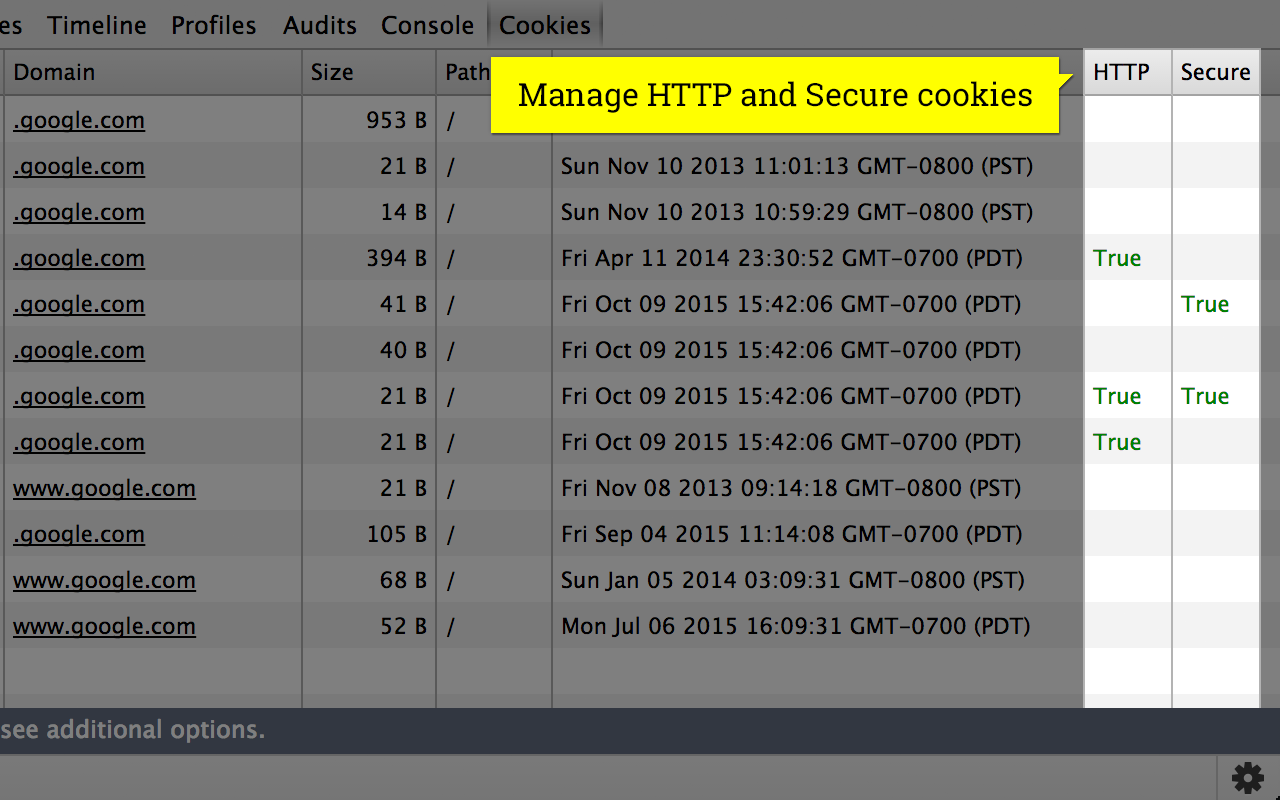 es Timeline Profiles Audits Console Cookies
Domain Size Path HTTP Secure
Manage HTTP and Secure cookies
.google.com 953 B /
.google.com 21 B / Sun Nov 10 2013 11:01:13 GMT-0800 (PST)
.google.com 14 B / Sun Nov 10 2013 10:59:29 GMT-0800 (PST)
.google.com 394 B / Fri Apr 11 2014 23:30:52 GMT-0700 (PDT) True
.google.com 41 B / Fri Oct 09 2015 15:42:06 GMT-0700 (PDT) True
.google.com 40 B / Fri Oct 09 2015 15:42:06 GMT-0700 (PDT)
.google.com 21 B / Fri Oct 09 2015 15:42:06 GMT-0700 (PDT) True True
.google.com 21 B / Fri Oct 09 2015 15:42:06 GMT-0700 (PDT) True
www.google.com 21 B / Fri Nov 08 2013 09:14:18 GMT-0800 (PST)
.google.com 105 B / Fri Sep 04 2015 11:14:08 GMT-0700 (PDT)
www.google.com 68 B / Sun Jan 05 2014 03:09:31 GMT-0800 (PST)
www.google.com 52 B / Mon Jul 06 2015 16:09:31 GMT-0700 (PDT)
see additional options.